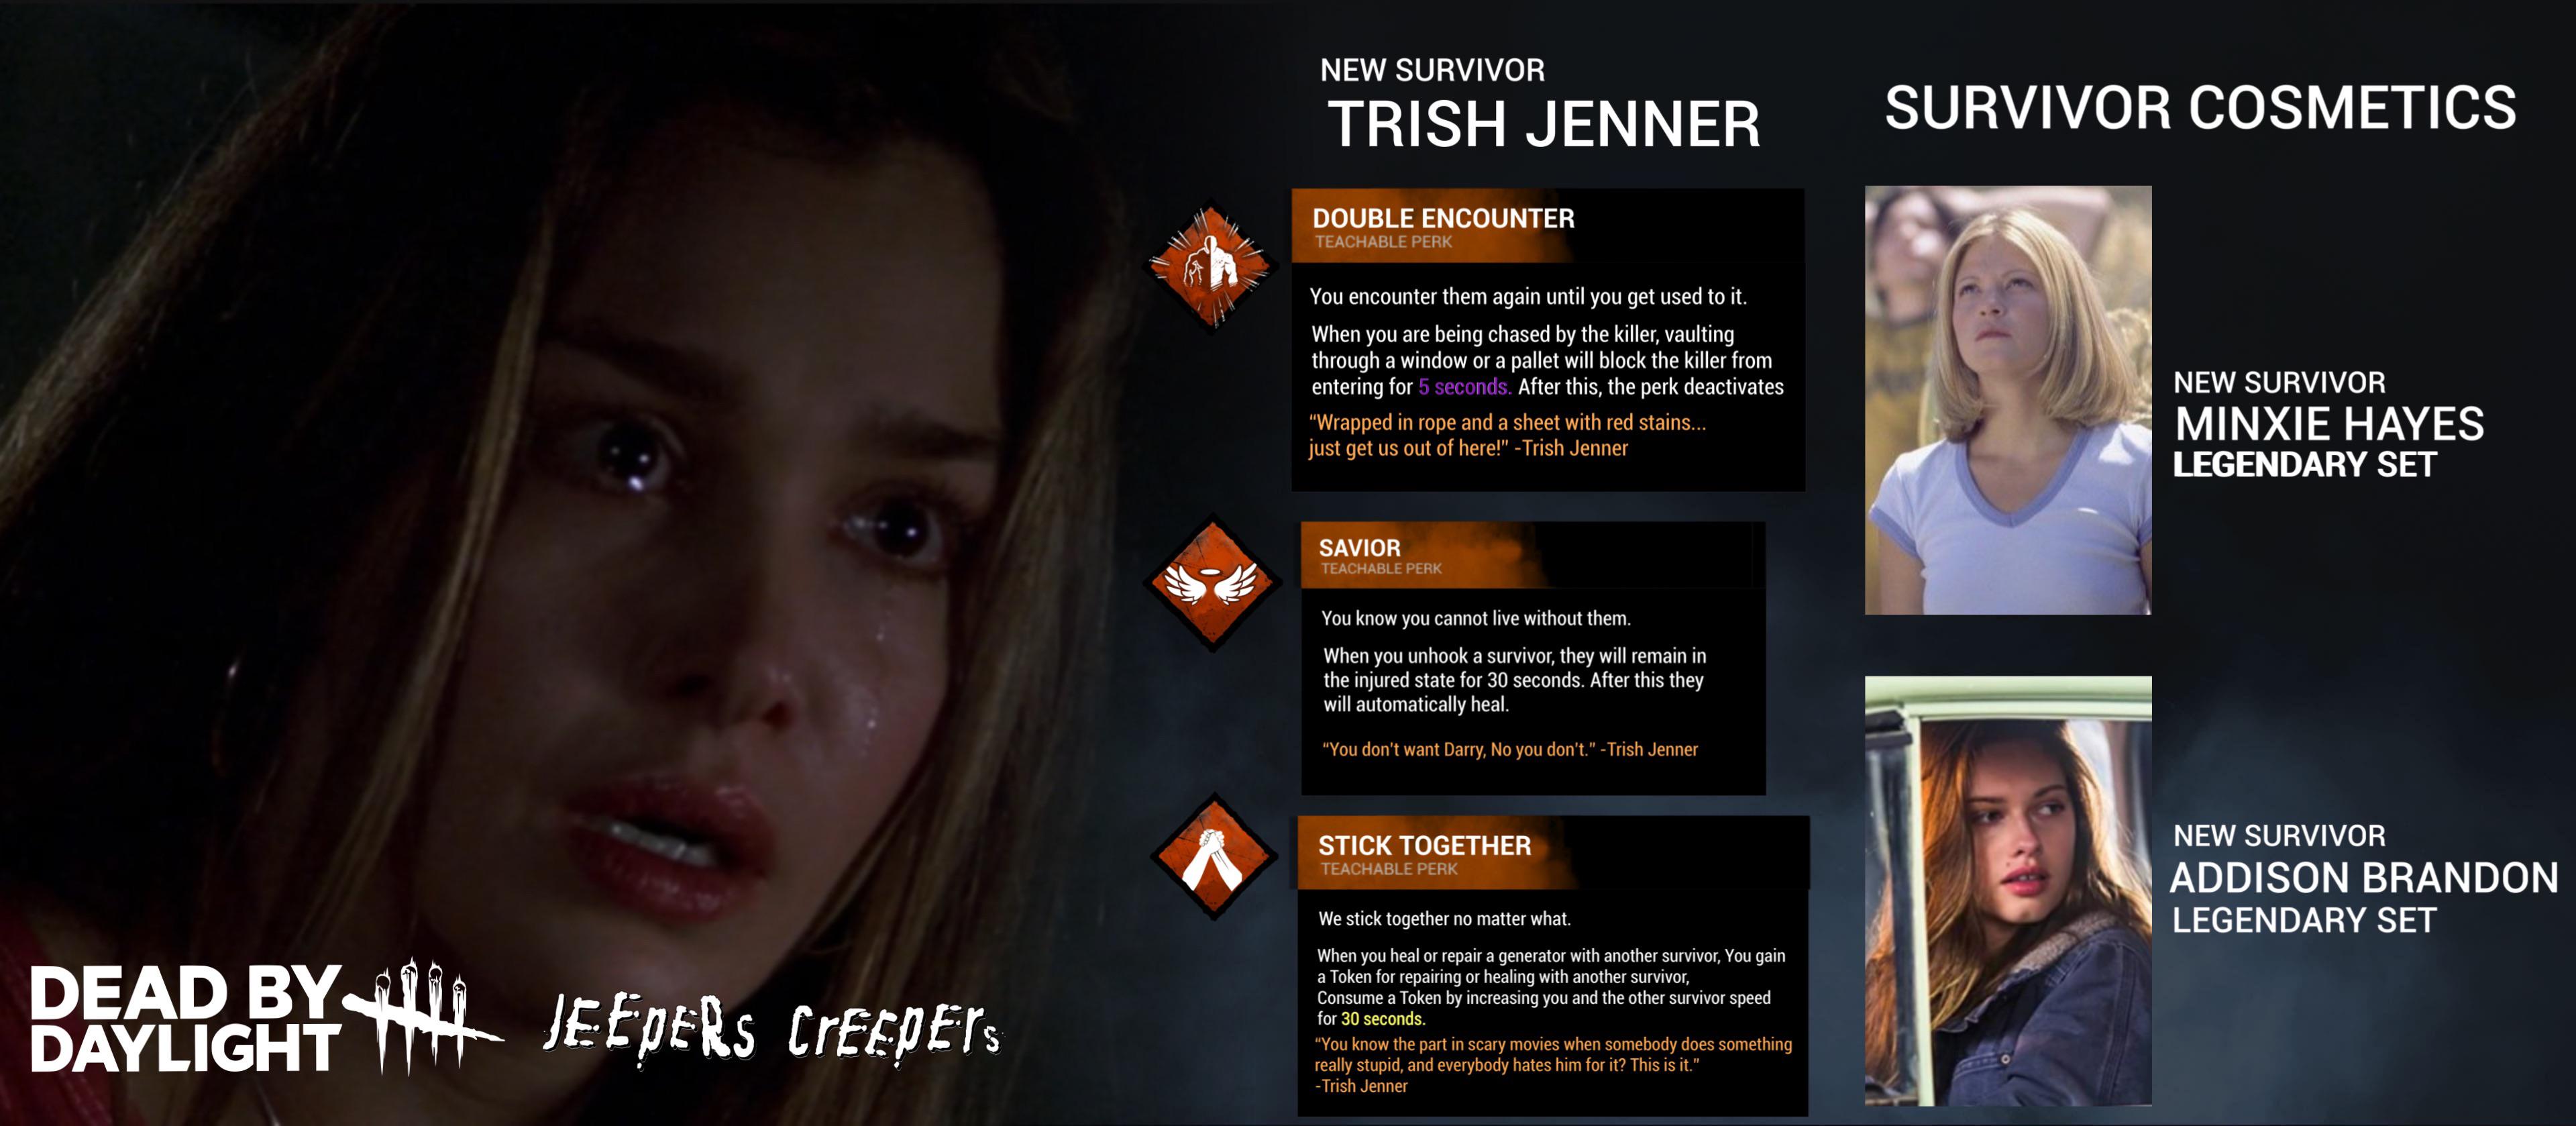 NEW SURVIVOR
TRISH JENNER
DOUBLE ENCOUNTER
TEACHABLE PERK
You encounter them again until you get used to it.
When you are being chased by the killer, vaulting
through a window or a pallet will block the killer from
entering for 5 seconds. After this, the perk deactivates
“Wrapped in rope and a sheet with red stains...
just get us out of here!” -Trish Jenner
SAVIOR
TEACHABLE PERK
You know you cannot live without them.
When you unhook a survivor, they will remain in
the injured state for 30 seconds. After this they
will automatically heal.
“You don’t want Darry, No you don’t.” -Trish Jenner
STICK TOGETHER
TEACHABLE PERK
We stick together no matter what.
When you heal or repair a generator with another survivor, You gain
a Token for repairing or healing with another survivor,
Consume a Token by increasing you and the other survivor speed
for 30 seconds.
“You know the part in scary movies when somebody does something
really stupid, and everybody hates him for it? This is it.”
-Trish Jenner
SURVIVOR COSMETICS
NEW SURVIVOR
MINXIE HAYES
LEGENDARY SET
NEW SURVIVOR
ADDISON BRANDON
LEGENDARY SET
DEAD BY
DAYLIGHT
JEEPERS CREEPERS